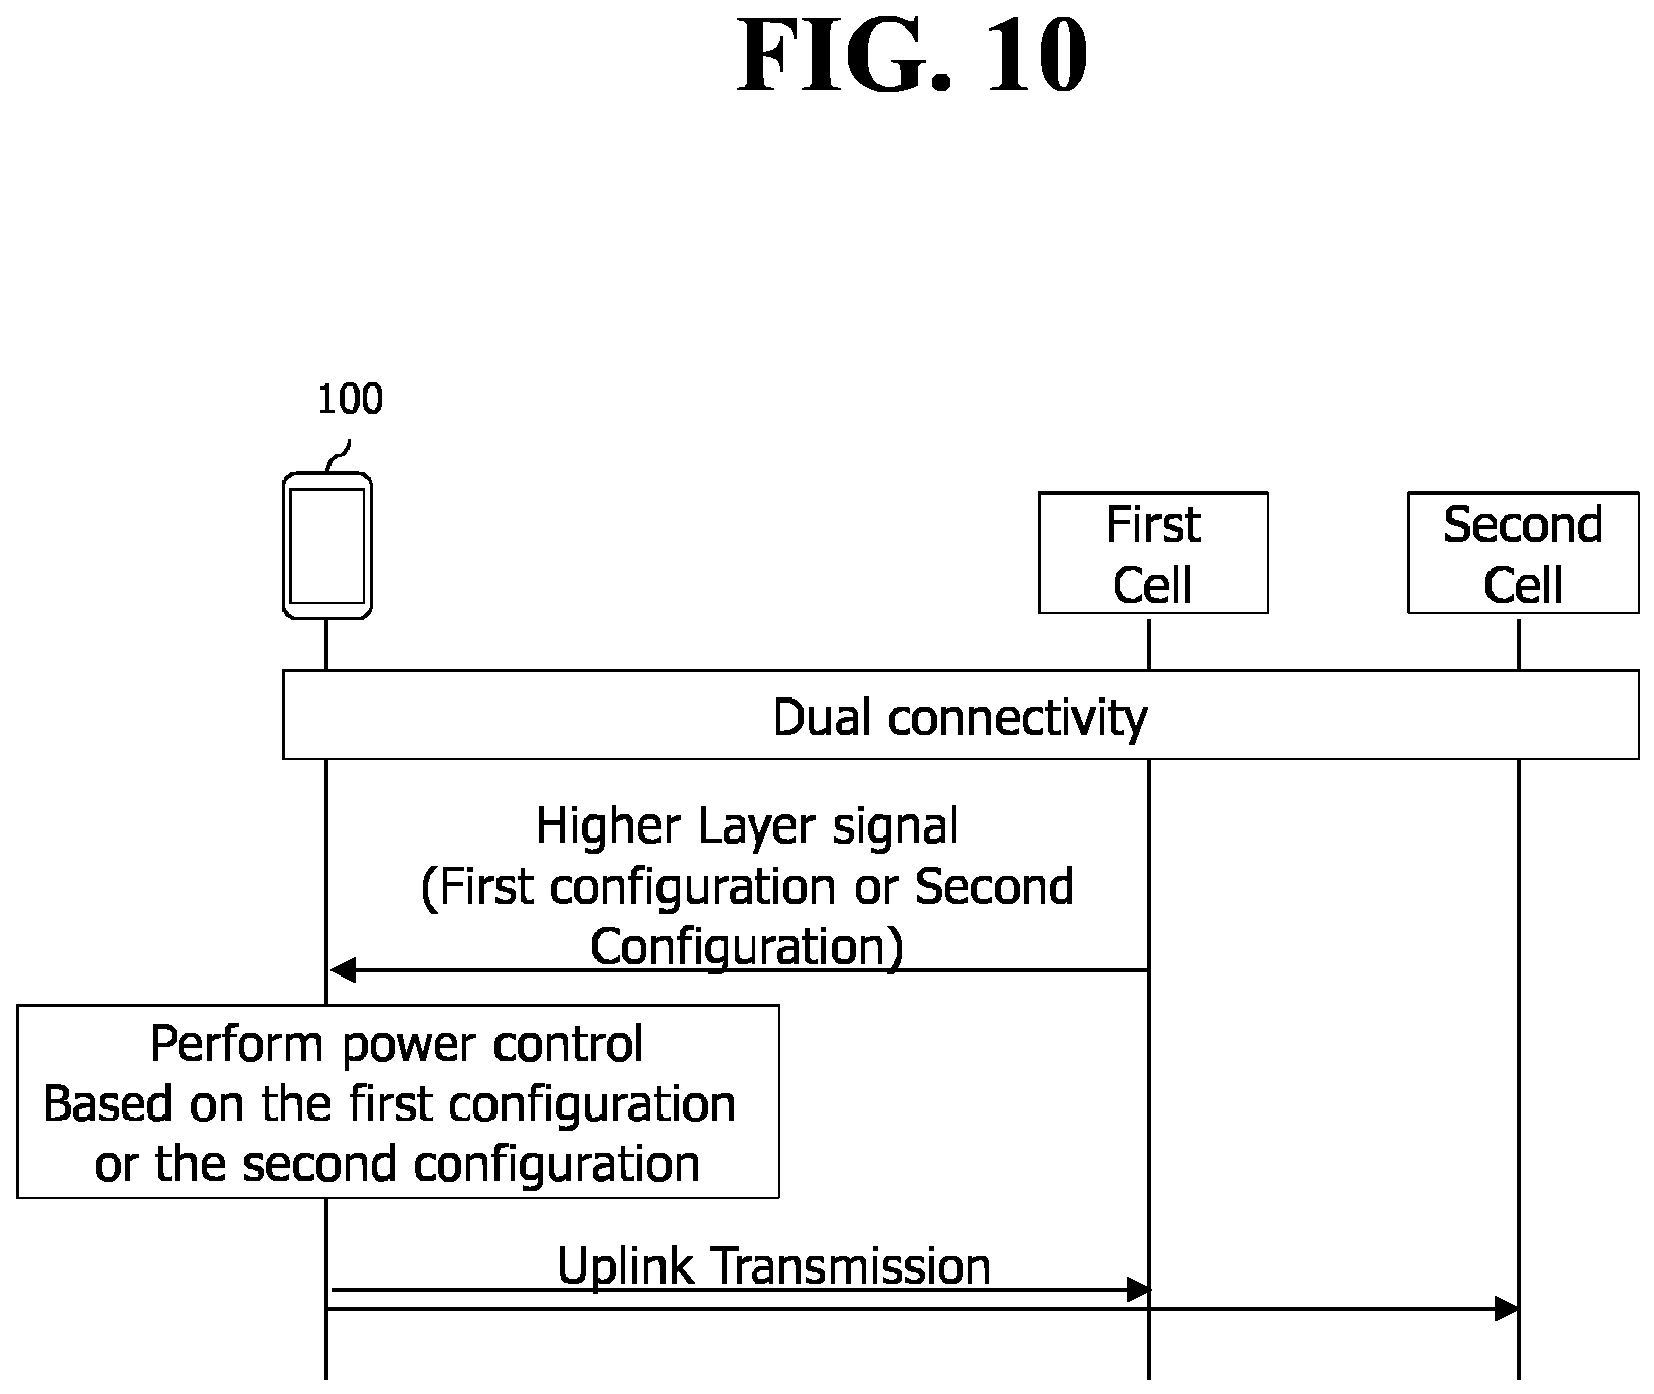 FIG. 10
100
First
Cell
Second
Cell
Dual connectivity
Higher Layer signal
(First configuration or Second
Configuration)
Perform power control
Based on the first configuration
or the second configuration
Uplink Transmission